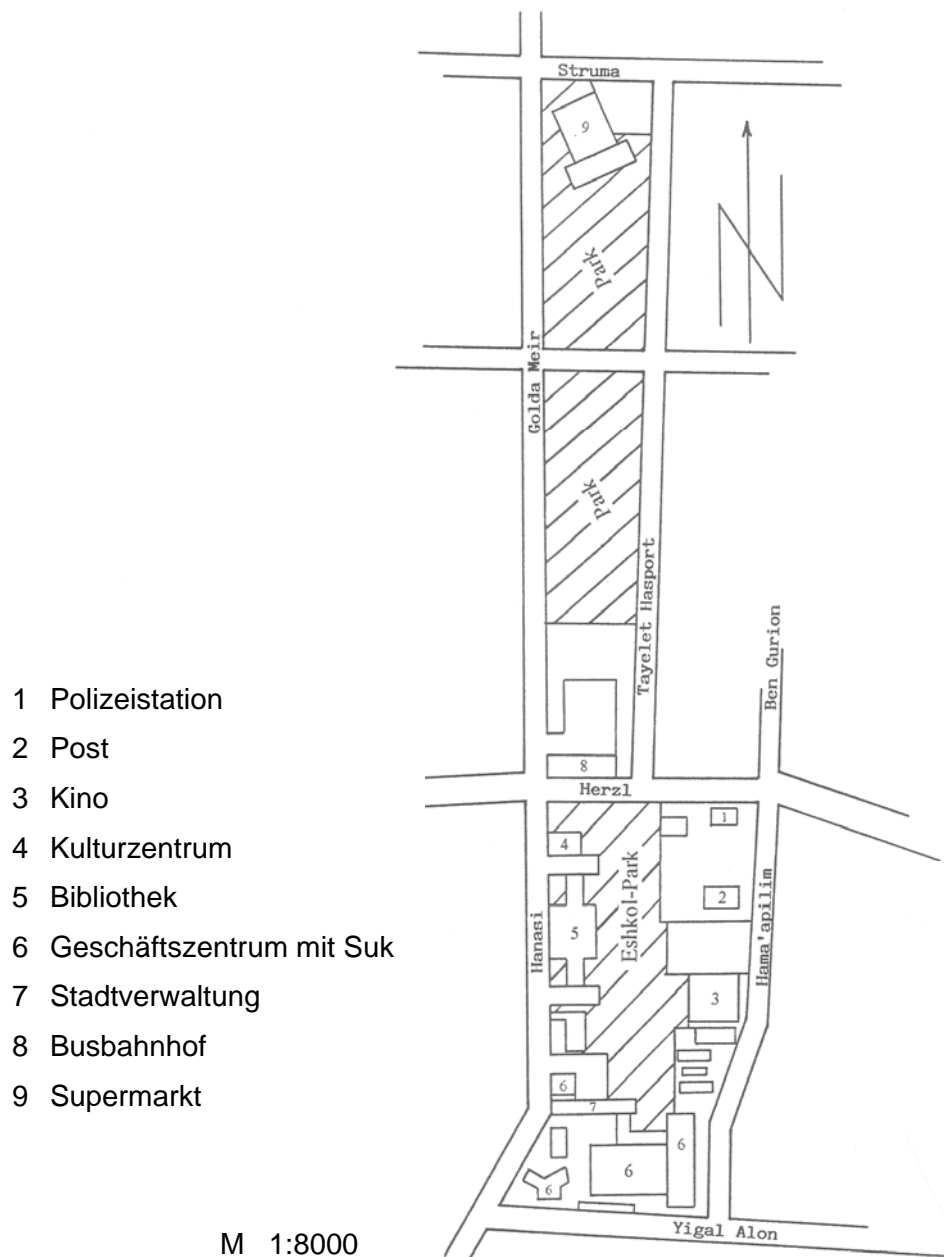 Struma
9
Park
Golda Meir
Park
Tayelet Hasport
Ben Gurion
1 Polizeistation
2 Post
3 Kino
4 Kulturzentrum
5 Bibliothek
6 Geschäftszentrum mit Suk
7 Stadtverwaltung
8 Busbahnhof
9 Supermarkt
8
Herzl
1
4
2
Eshkol-Park
Hama'apilim
Hanasi
5
3
6
7
6
6
6
Yigal Alon
M 1:8000
N